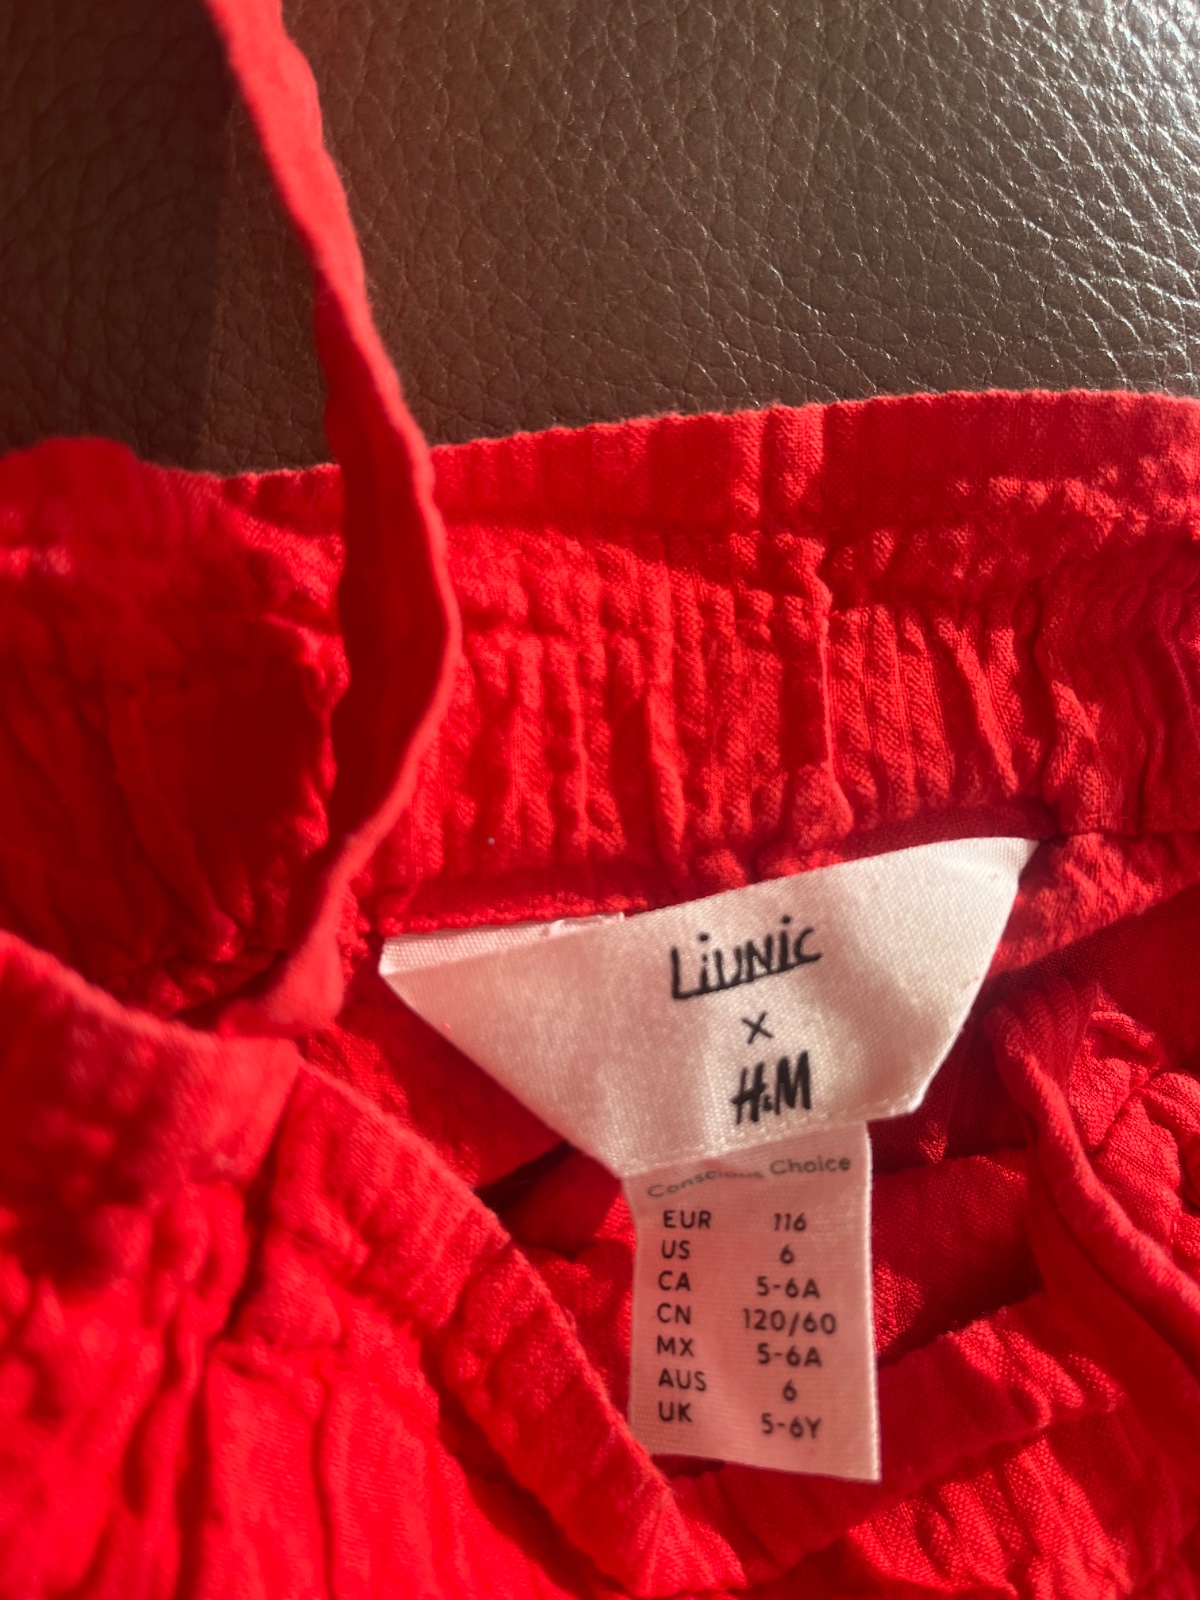 LiUNiC
x
H&M
Conscious Choice
EUR 116
US 6
CA 5-6A
CN 120/60
MX 5-6A
AUS 6
UK 5-6Y